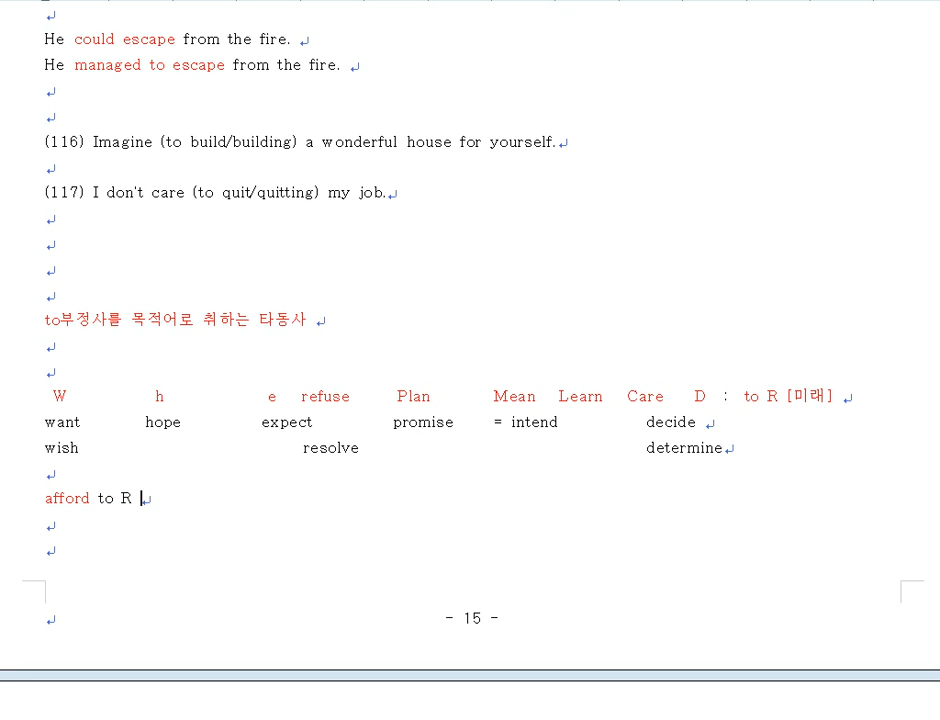 He could escape from the fire.
He managed to escape from the fire.
(116) Imagine (to build/building) a wonderful house for yourself.
(117) I don't care (to quit/quitting) my job.
to부정사를 목적어로 취하는 타동사
W h e refuse Plan Mean Learn Care D : to R [미래]
want hope expect promise = intend decide
wish resolve determine
afford to R
- 15 -